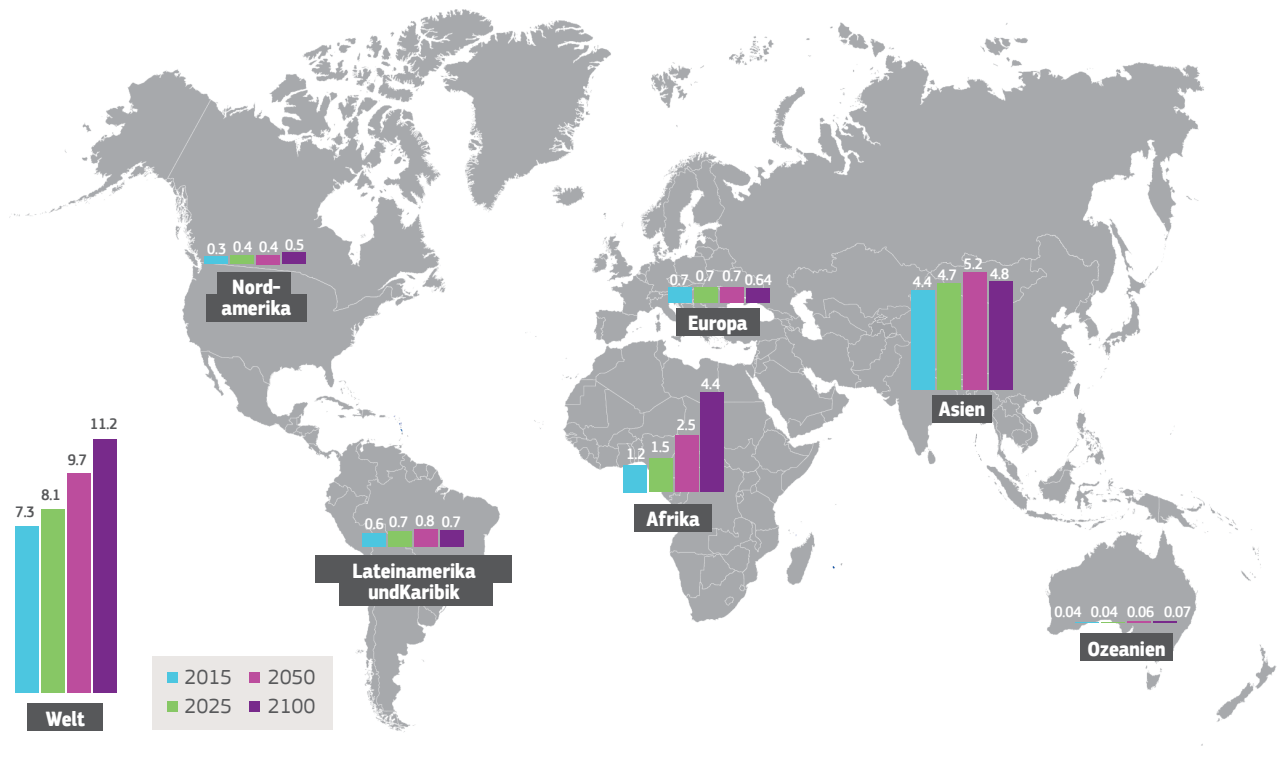 0.3 0.4 0.4 0.5
Nord-
amerika
0.7 0.7 0.7 0.64
Europa
4.4 4.7 5.2 4.8
Asien
1.2 1.5 2.5 4.4
Afrika
7.3 8.1 9.7 11.2
Welt
0.6 0.7 0.8 0.7
Lateinamerika
undKaribik
0.04 0.04 0.06 0.07
Ozeanien
2015 2050
2025 2100